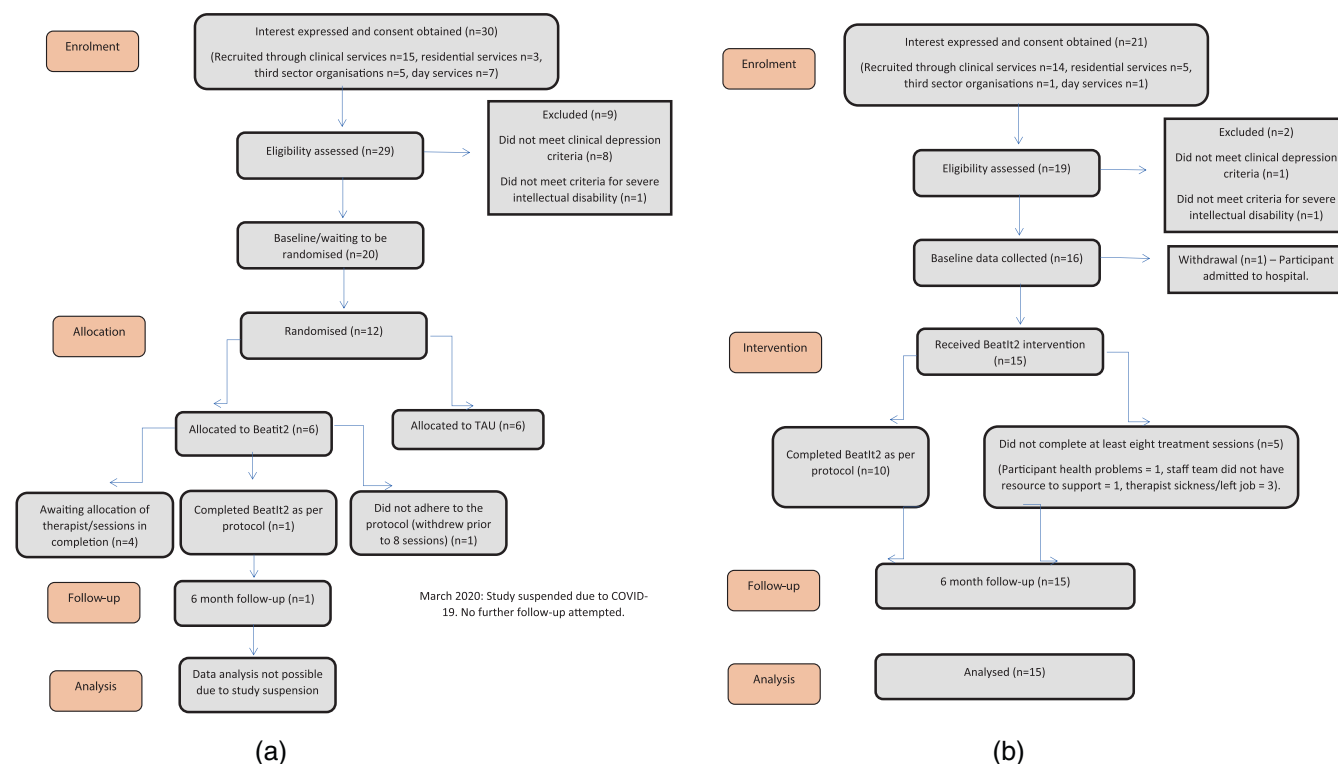 Enrolment
Interest expressed and consent obtained (n=30)
(Recruited through clinical services n=15, residential services n=3,
third sector organisations n=5, day services n=7)
Eligibility assessed (n=29)
Excluded (n=9)
Did not meet clinical depression
criteria (n=8)
Did not meet criteria for severe
intellectual disability (n=1)
Baseline/waiting to be
randomised (n=20)
Allocation
Randomised (n=12)
Allocated to Beatit2 (n=6)
Allocated to TAU (n=6)
Awaiting allocation of
therapist/sessions in
completion (n=4)
Completed BeatIt2 as per
protocol (n=1)
Did not adhere to the
protocol (withdrew prior
to 8 sessions) (n=1)
Follow-up
6 month follow-up (n=1)
March 2020: Study suspended due to COVID-
19. No further follow-up attempted.
Analysis
Data analysis not possible
due to study suspension
(a)
Enrolment
Interest expressed and consent obtained (n=21)
(Recruited through clinical services n=14, residential services n=5,
third sector organisations n=1, day services n=1)
Eligibility assessed (n=19)
Excluded (n=2)
Did not meet clinical depression
criteria (n=1)
Did not meet criteria for severe
intellectual disability (n=1)
Baseline data collected (n=16)
Withdrawal (n=1) – Participant
admitted to hospital.
Intervention
Received BeatIt2 intervention
(n=15)
Completed BeatIt2 as per
protocol (n=10)
Did not complete at least eight treatment sessions (n=5)
(Participant health problems = 1, staff team did not have
resource to support = 1, therapist sickness/left job = 3).
Follow-up
6 month follow-up (n=15)
Analysis
Analysed (n=15)
(b)